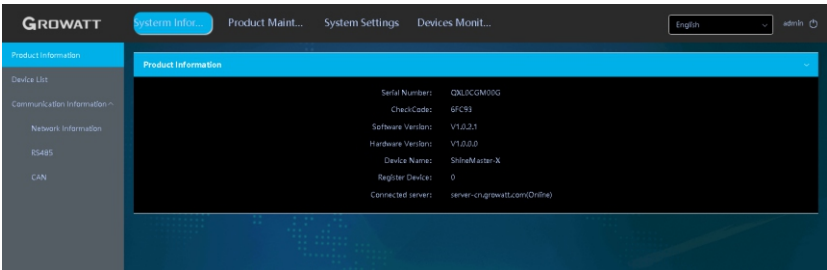 GROWATT
Systerm Infor...
Product Maint...
System Settings
Devices Monit...
English
admin
Product Information
Device List
Communication Information
Network Information
RS485
CAN
Product Information
Serial Number: QXL0CGM00G
CheckCode: 6FC93
Software Version: V1.0.2.1
Hardware Version: V1.0.0.0
Device Name: ShineMaster-X
Register Device: 0
Connected server: server-cn.growatt.com(Online)